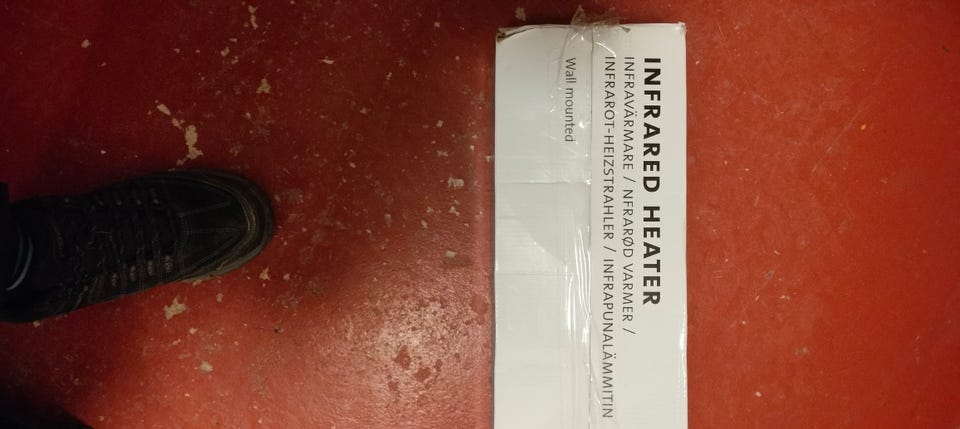 INFRARED HEATER
INFRAVÄRMARE / NFRARØD VARMER /
INFRAROT-HEIZSTRAHLER / INFRAPUNALÄMMITIN
Wall mounted